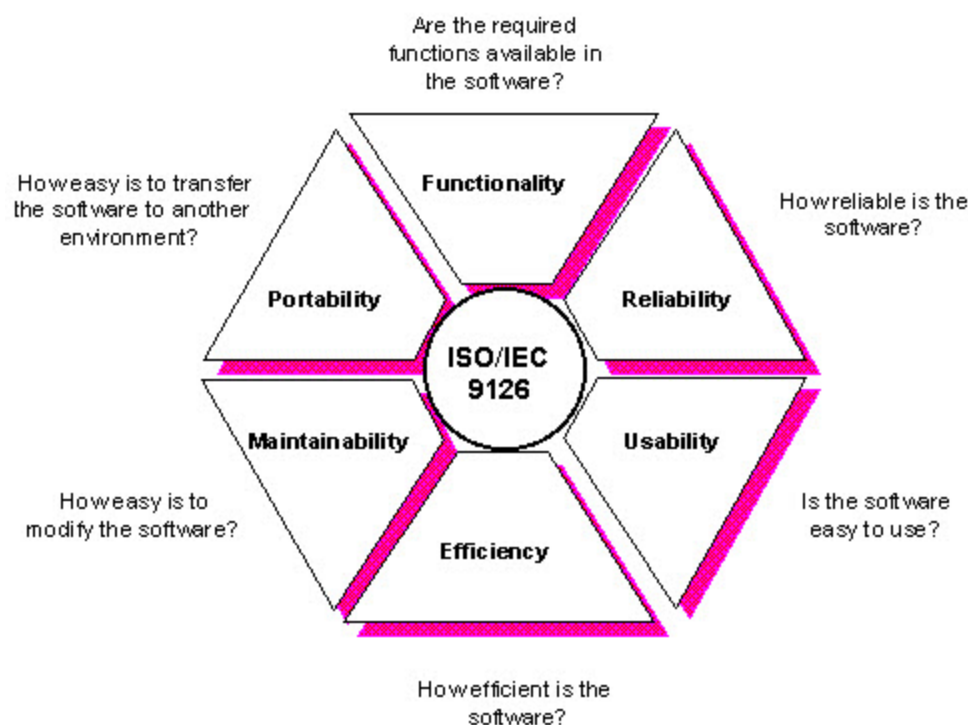 Are the required
functions available in
the software?
Functionality
How easy is to transfer
the software to another
environment?
How reliable is the
software?
Portability
Reliability
ISO/IEC
9126
Maintainability
Usability
How easy is to
modify the software?
Is the software
easy to use?
Efficiency
How efficient is the
software?